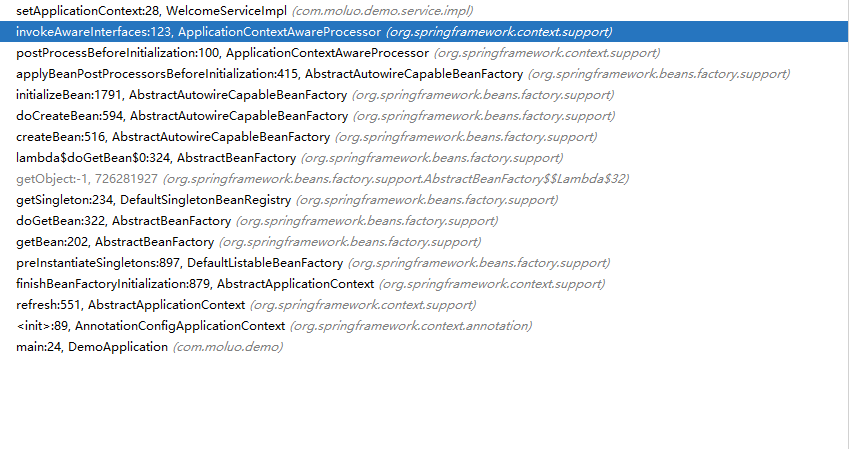 setApplicationContext:28, WelcomeServiceImpl (com.moluo.demo.service.impl)
invokeAwareInterfaces:123, ApplicationContextAwareProcessor (org.springframework.context.support)
postProcessBeforeInitialization:100, ApplicationContextAwareProcessor (org.springframework.context.support)
applyBeanPostProcessorsBeforeInitialization:415, AbstractAutowireCapableBeanFactory (org.springframework.beans.factory.support)
initializeBean:1791, AbstractAutowireCapableBeanFactory (org.springframework.beans.factory.support)
doCreateBean:594, AbstractAutowireCapableBeanFactory (org.springframework.beans.factory.support)
createBean:516, AbstractAutowireCapableBeanFactory (org.springframework.beans.factory.support)
lambda$doGetBean$0:324, AbstractBeanFactory (org.springframework.beans.factory.support)
getObject:-1, 726281927 (org.springframework.beans.factory.support.AbstractBeanFactory$$Lambda$32)
getSingleton:234, DefaultSingletonBeanRegistry (org.springframework.beans.factory.support)
doGetBean:322, AbstractBeanFactory (org.springframework.beans.factory.support)
getBean:202, AbstractBeanFactory (org.springframework.beans.factory.support)
preInstantiateSingletons:897, DefaultListableBeanFactory (org.springframework.beans.factory.support)
finishBeanFactoryInitialization:879, AbstractApplicationContext (org.springframework.context.support)
refresh:551, AbstractApplicationContext (org.springframework.context.support)
<init>:89, AnnotationConfigApplicationContext (org.springframework.context.annotation)
main:24, DemoApplication (com.moluo.demo)